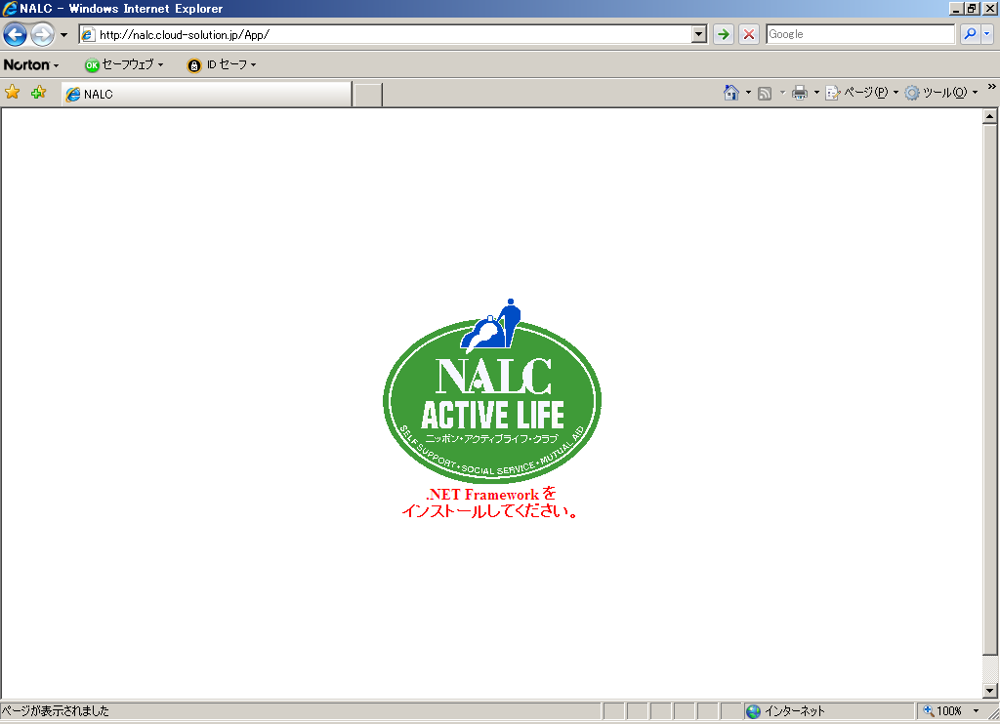 NALC - Windows Internet Explorer
http://nalc.cloud-solution.jp/App/
Google
Norton
OK セーフウェブ
ID セーフ
NALC
ページ(P)
ツール(O)
»
NALC
ACTIVE LIFE
ニッポン・アクティブライフ・クラブ
SELF SUPPORT・SOCIAL SERVICE・MUTUAL AID
.NET Framework を
インストールしてください。
ページが表示されました
インターネット
100%